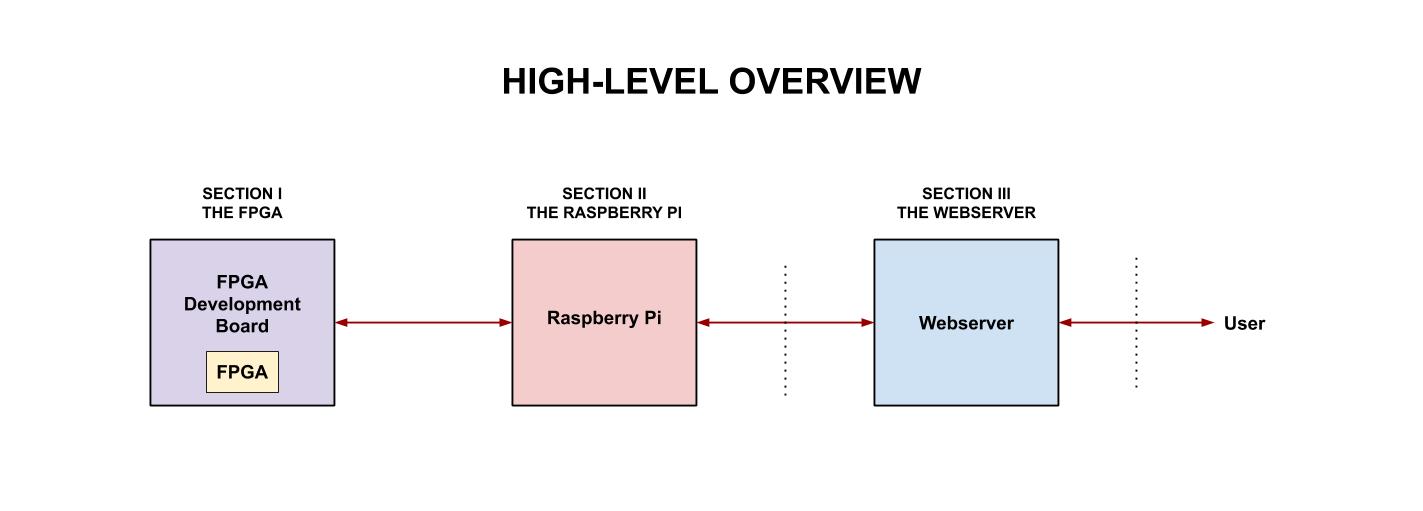 HIGH-LEVEL OVERVIEW
SECTION I
THE FPGA
FPGA
Development
Board
FPGA
SECTION II
THE RASPBERRY PI
Raspberry Pi
SECTION III
THE WEBSERVER
Webserver
User